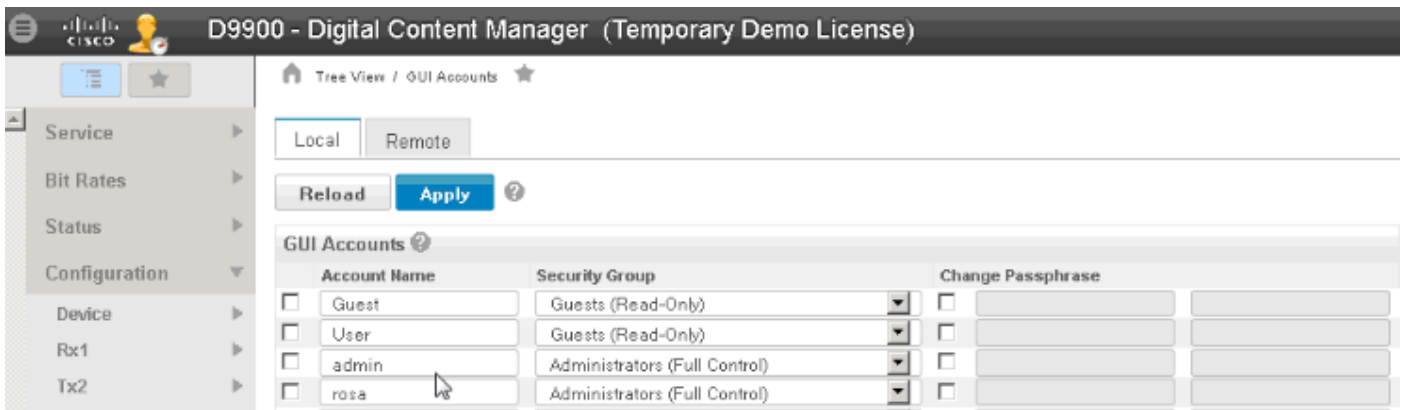 CISCO D9900 - Digital Content Manager (Temporary Demo License)
Tree View / GUI Accounts
Service
Bit Rates
Status
Configuration
Device
Rx1
Tx2
Local Remote
Reload Apply ?
GUI Accounts ?
Account Name Security Group Change Passphrase
Guest Guests (Read-Only)
User Guests (Read-Only)
admin Administrators (Full Control)
rosa Administrators (Full Control)